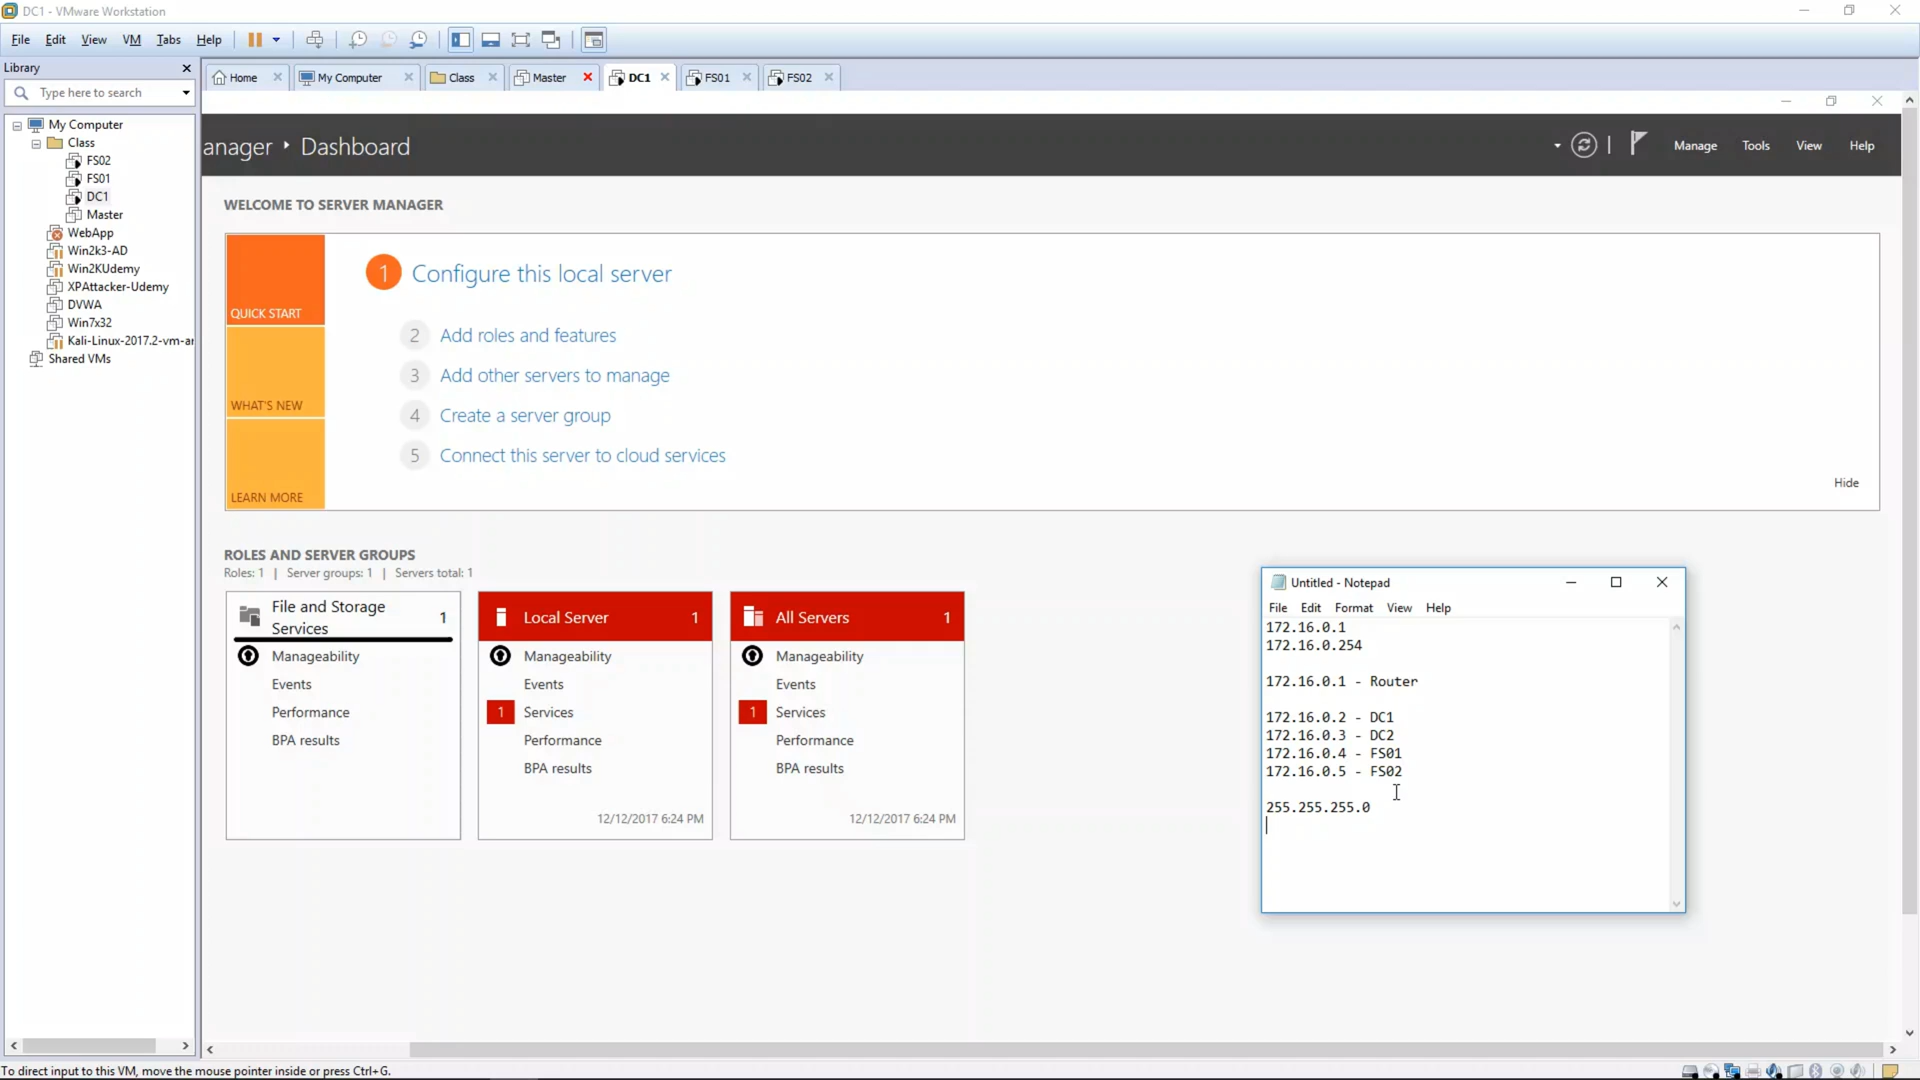 DC1 - VMware Workstation
File Edit View VM Tabs Help
Library
Type here to search
Home
My Computer
Class
Master
DC1
FS01
FS02
My Computer
Class
FS02
FS01
DC1
Master
WebApp
Win2k3-AD
Win2KUdemy
XPAttacker-Udemy
DVWA
Win7x32
Kali-Linux-2017.2-vm-ar
Shared VMs
anager ‣ Dashboard
Manage Tools View Help
WELCOME TO SERVER MANAGER
QUICK START
WHAT'S NEW
LEARN MORE
1 Configure this local server
2 Add roles and features
3 Add other servers to manage
4 Create a server group
5 Connect this server to cloud services
Hide
ROLES AND SERVER GROUPS
Roles: 1 | Server groups: 1 | Servers total: 1
File and Storage
Services
1
Manageability
Events
Performance
BPA results
Local Server 1
Manageability
Events
1 Services
Performance
BPA results
12/12/2017 6:24 PM
All Servers 1
Manageability
Events
1 Services
Performance
BPA results
12/12/2017 6:24 PM
Untitled - Notepad
File Edit Format View Help
172.16.0.1
172.16.0.254
172.16.0.1 - Router
172.16.0.2 - DC1
172.16.0.3 - DC2
172.16.0.4 - FS01
172.16.0.5 - FS02
255.255.255.0
To direct input to this VM, move the mouse pointer inside or press Ctrl+G.